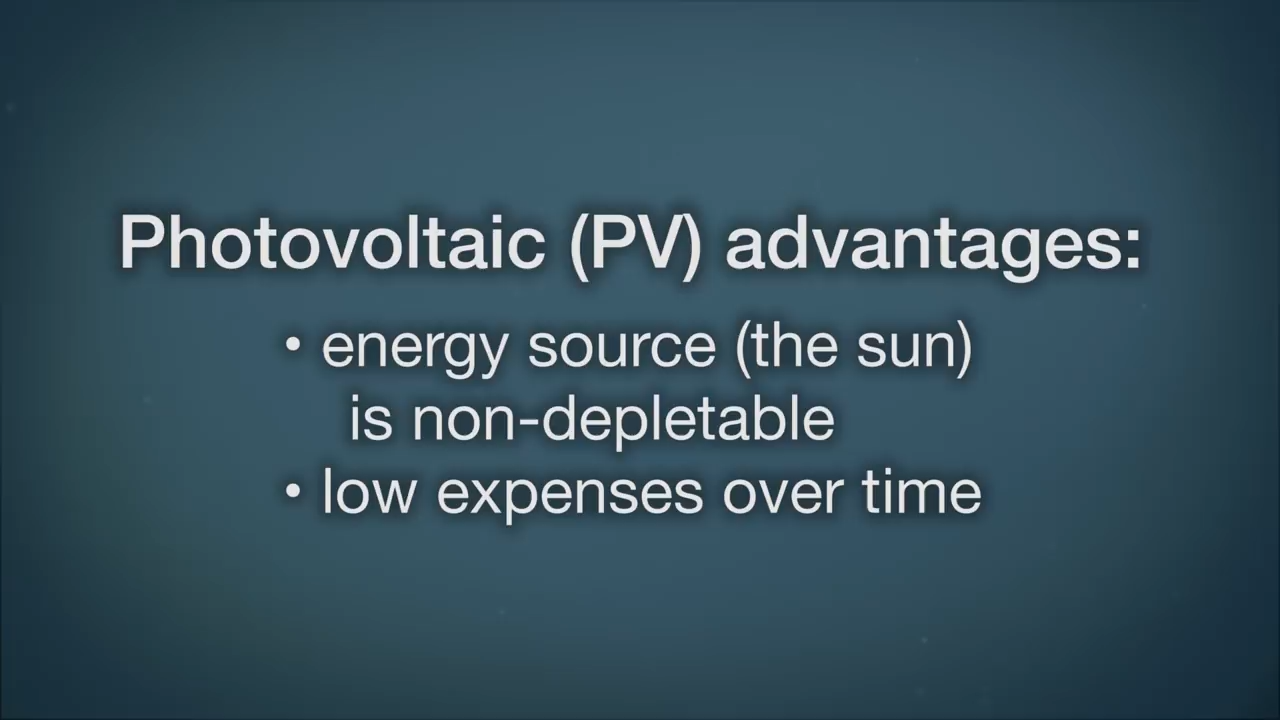 Photovoltaic (PV) advantages:
• energy source (the sun)
is non-depletable
• low expenses over time